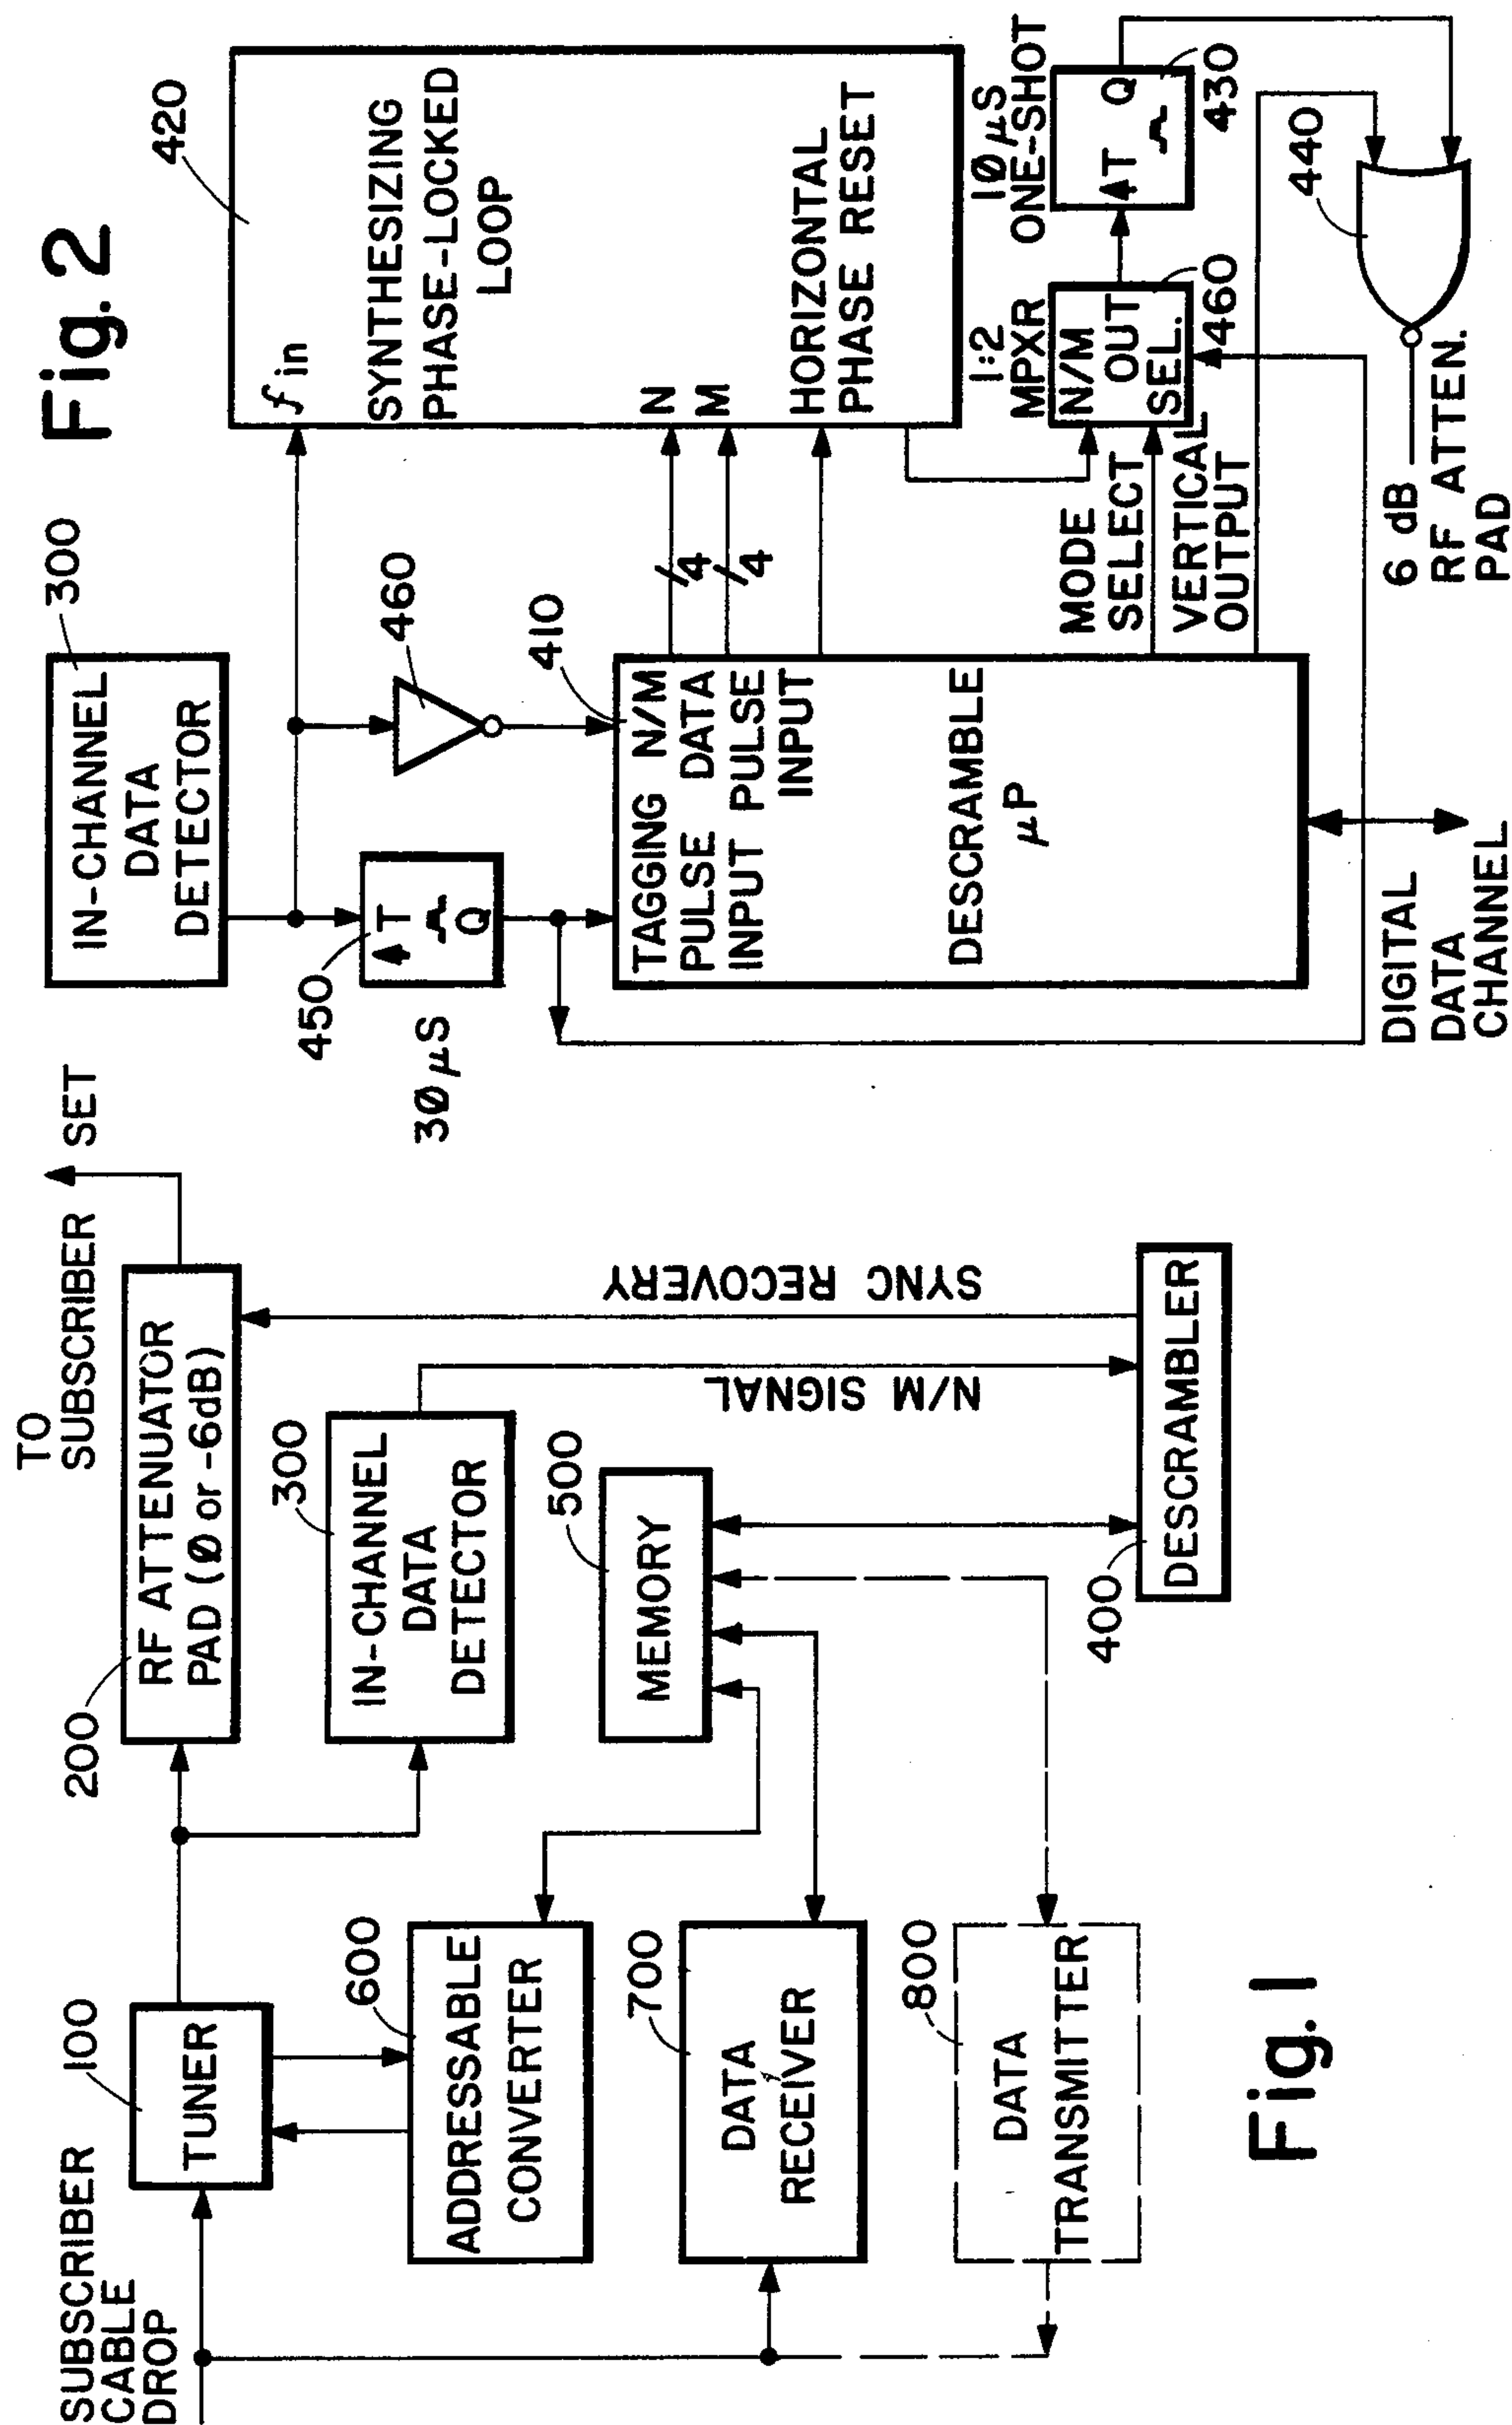 SUBSCRIBER
CABLE
DROP
100
TUNER
200
RF ATTENUATOR
PAD (Ø or -6dB)
TO
SUBSCRIBER SET
300
IN-CHANNEL
DATA
DETECTOR
500
MEMORY
N/M SIGNAL
SYNC RECOVERY
600
ADDRESSABLE
CONVERTER
700
DATA
RECEIVER
800
DATA
TRANSMITTER
400
DESCRAMBLER
Fig. 1
Fig. 2
300
IN-CHANNEL
DATA
DETECTOR
450
T
Q
3Ø µS
460
410
TAGGING
PULSE
INPUT
N/M
DATA
PULSE
INPUT
DESCRAMBLE
µP
420
f in
SYNTHESIZING
PHASE-LOCKED
LOOP
N
M
4
4
HORIZONTAL
PHASE RESET
MODE
SELECT
VERTICAL
OUTPUT
1:2
MPXR
N/M
OUT
SEL.
460
1Ø µS
ONE-SHOT
T
Q
430
440
6 dB
RF ATTEN.
PAD
DIGITAL
DATA
CHANNEL